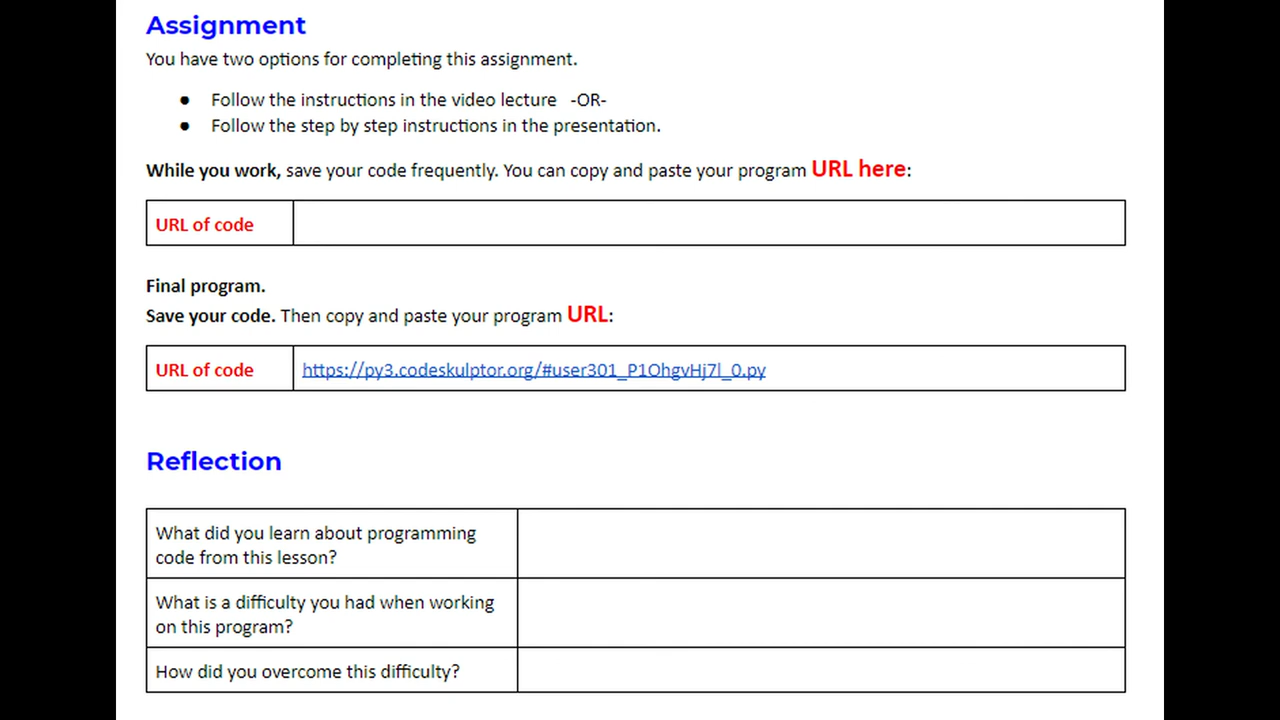 Assignment
You have two options for completing this assignment.
● Follow the instructions in the video lecture -OR-
● Follow the step by step instructions in the presentation.
While you work, save your code frequently. You can copy and paste your program URL here:
URL of code
Final program.
Save your code. Then copy and paste your program URL:
URL of code https://py3.codeskulptor.org/#user301_P1OhgvHj7l_0.py
Reflection
What did you learn about programming
code from this lesson?
What is a difficulty you had when working
on this program?
How did you overcome this difficulty?